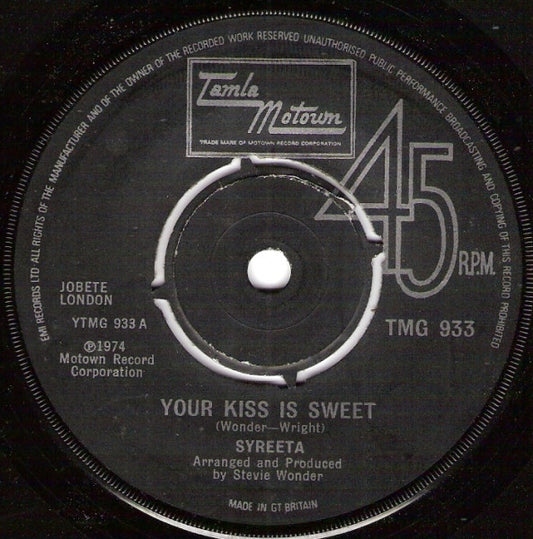 EMI RECORDS LTD ALL RIGHTS OF THE MANUFACTURER AND OF THE OWNER OF THE RECORDED WORK RESERVED UNAUTHORISED PUBLIC PERFORMANCE BROADCASTING AND COPYING OF THIS RECORD PROHIBITED
Tamla
Motown
TRADE MARK OF MOTOWN RECORD CORPORATION
45
R.P.M.
JOBETE
LONDON
YTMG 933 A
℗1974
Motown Record
Corporation
TMG 933
YOUR KISS IS SWEET
(Wonder—Wright)
SYREETA
Arranged and Produced
by Stevie Wonder
MADE IN GT BRITAIN